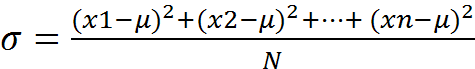 σ = (x1−μ)²+(x2−μ)²+⋯+ (xn−μ)² / N